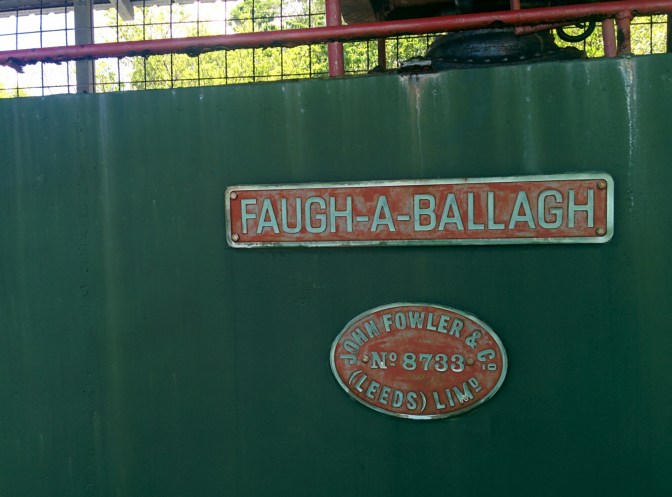 FAUGH-A-BALLAGH
JOHN FOWLER & Cº
Nº 8733
(LEEDS) LIMD